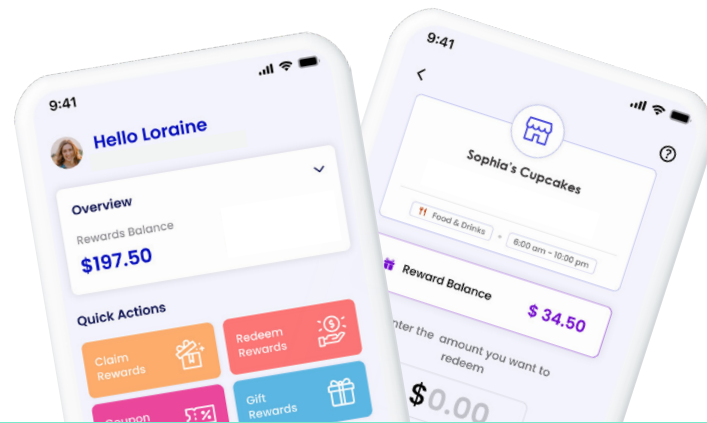 9:41
Hello Loraine
Overview
Rewards Balance
$197.50
Quick Actions
Claim
Rewards
Redeem
Rewards
Coupon
Gift
Rewards
9:41
Sophia's Cupcakes
Food & Drinks
6:00 am - 10:00 pm
Reward Balance
$ 34.50
the amount you want to
redeem
$0.00